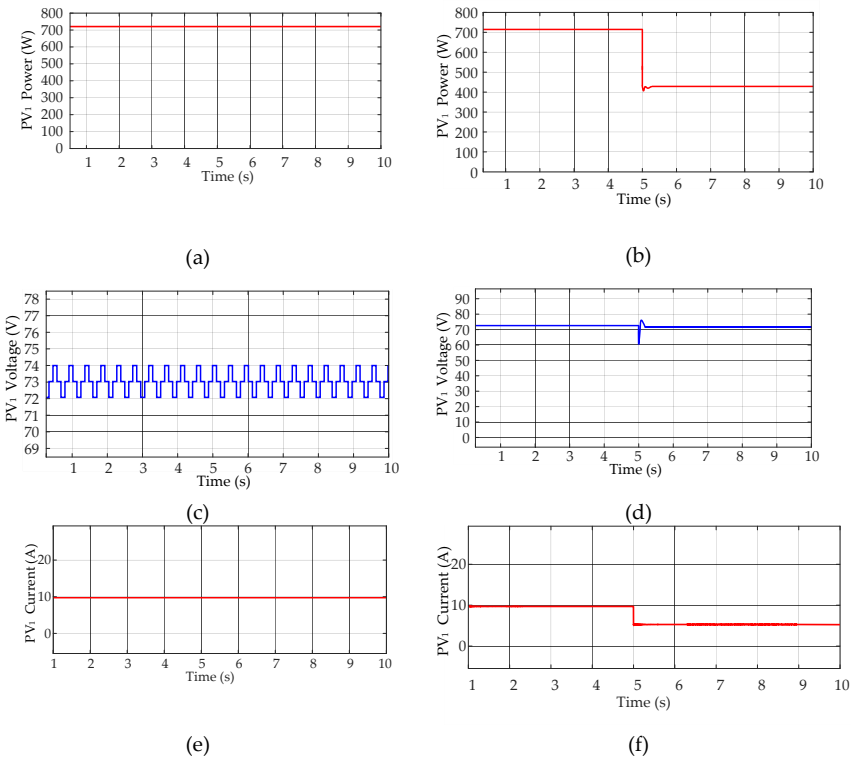 800
700
600
500
400
300
200
100
0
PV₁ Power (W)
1 2 3 4 5 6 7 8 9 10
Time (s)
(a)
800
700
600
500
400
300
200
100
0
PV₁ Power (W)
1 2 3 4 5 6 7 8 9 10
Time (s)
(b)
78
77
76
75
74
73
72
71
70
69
PV₁ Voltage (V)
1 2 3 4 5 6 7 8 9 10
Time (s)
(c)
90
80
70
60
50
40
30
20
10
0
PV₁ Voltage (V)
1 2 3 4 5 6 7 8 9 10
Time (s)
(d)
20
10
0
PV₁ Current (A)
1 2 3 4 5 6 7 8 9 10
Time (s)
(e)
20
10
0
PV₁ Current (A)
1 2 3 4 5 6 7 8 9 10
Time (s)
(f)